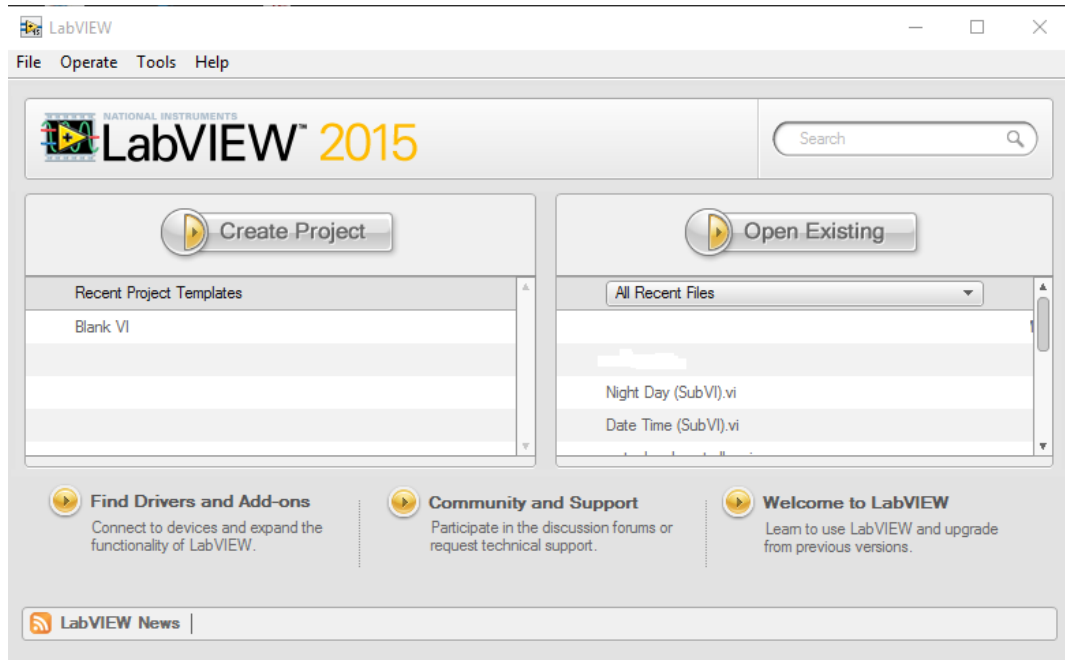 LabVIEW
File Operate Tools Help
NATIONAL INSTRUMENTS
LabVIEW™ 2015
Search
Create Project
Open Existing
Recent Project Templates
All Recent Files
Blank VI
Night Day (SubVI).vi
Date Time (SubVI).vi
Find Drivers and Add-ons
Connect to devices and expand the
functionality of LabVIEW.
Community and Support
Participate in the discussion forums or
request technical support.
Welcome to LabVIEW
Learn to use LabVIEW and upgrade
from previous versions.
LabVIEW News